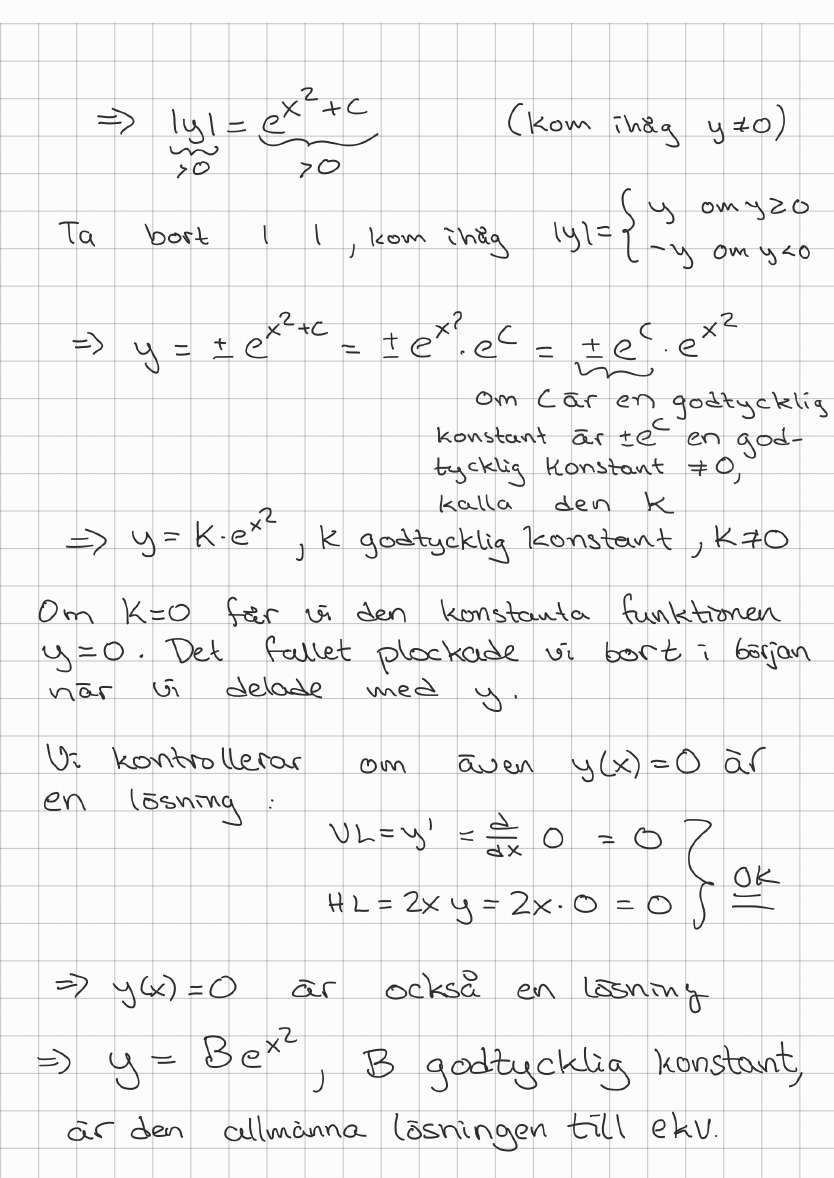 ⇒ |y| = e^{x²+C} (Kom ihåg y≠0)
>0 >0
Ta bort | |, kom ihåg |y| = { y om y≥0
-y om y<0
⇒ y = ± e^{x²+C} = ± e^{x²} · e^C = ± e^C · e^{x²}
om C är en godtycklig
konstant är ±e^C en god-
tycklig konstant ≠0,
kalla den K
⇒ y = K·e^{x²}, K godtycklig konstant, K≠0
Om K=0 får vi den konstanta funktionen
y=0. Det fallet plockade vi bort i början
när vi delade med y.
Vi kontrollerar om även y(x)=0 är
en lösning:
VL = y' = d/dx 0 = 0
HL = 2xy = 2x·0 = 0 } OK
⇒ y(x)=0 är också en lösning
⇒ y = Be^{x²}, B godtycklig konstant,
är den allmänna lösningen till ekv.